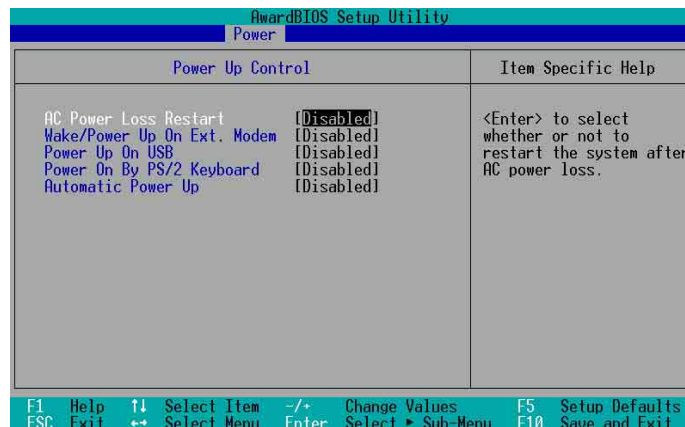 AwardBIOS Setup Utility
Power
Power Up Control
Item Specific Help
AC Power Loss Restart [Disabled]
Wake/Power Up On Ext. Modem [Disabled]
Power Up On USB [Disabled]
Power On By PS/2 Keyboard [Disabled]
Automatic Power Up [Disabled]
<Enter> to select
whether or not to
restart the system after
AC power loss.
F1 Help ↑↓ Select Item -/+ Change Values F5 Setup Defaults
ESC Exit ←→ Select Menu Enter Select ► Sub-Menu F10 Save and Exit